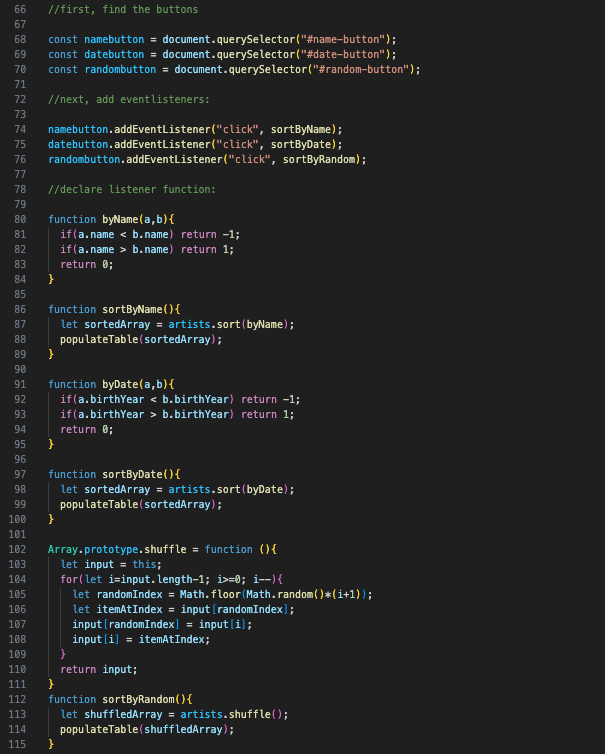 66 //first, find the buttons
67
68 const namebutton = document.querySelector("#name-button");
69 const datebutton = document.querySelector("#date-button");
70 const randombutton = document.querySelector("#random-button");
71
72 //next, add eventlisteners:
73
74 namebutton.addEventListener("click", sortByName);
75 datebutton.addEventListener("click", sortByDate);
76 randombutton.addEventListener("click", sortByRandom);
77
78 //declare listener function:
79
80 function byName(a,b){
81   if(a.name < b.name) return -1;
82   if(a.name > b.name) return 1;
83   return 0;
84 }
85
86 function sortByName(){
87   let sortedArray = artists.sort(byName);
88   populateTable(sortedArray);
89 }
90
91 function byDate(a,b){
92   if(a.birthYear < b.birthYear) return -1;
93   if(a.birthYear > b.birthYear) return 1;
94   return 0;
95 }
96
97 function sortByDate(){
98   let sortedArray = artists.sort(byDate);
99   populateTable(sortedArray);
100 }
101
102 Array.prototype.shuffle = function (){
103   let input = this;
104   for(let i=input.length-1; i>=0; i--){
105     let randomIndex = Math.floor(Math.random()*(i+1));
106     let itemAtIndex = input[randomIndex];
107     input[randomIndex] = input[i];
108     input[i] = itemAtIndex;
109   }
110   return input;
111 }
112 function sortByRandom(){
113   let shuffledArray = artists.shuffle();
114   populateTable(shuffledArray);
115 }